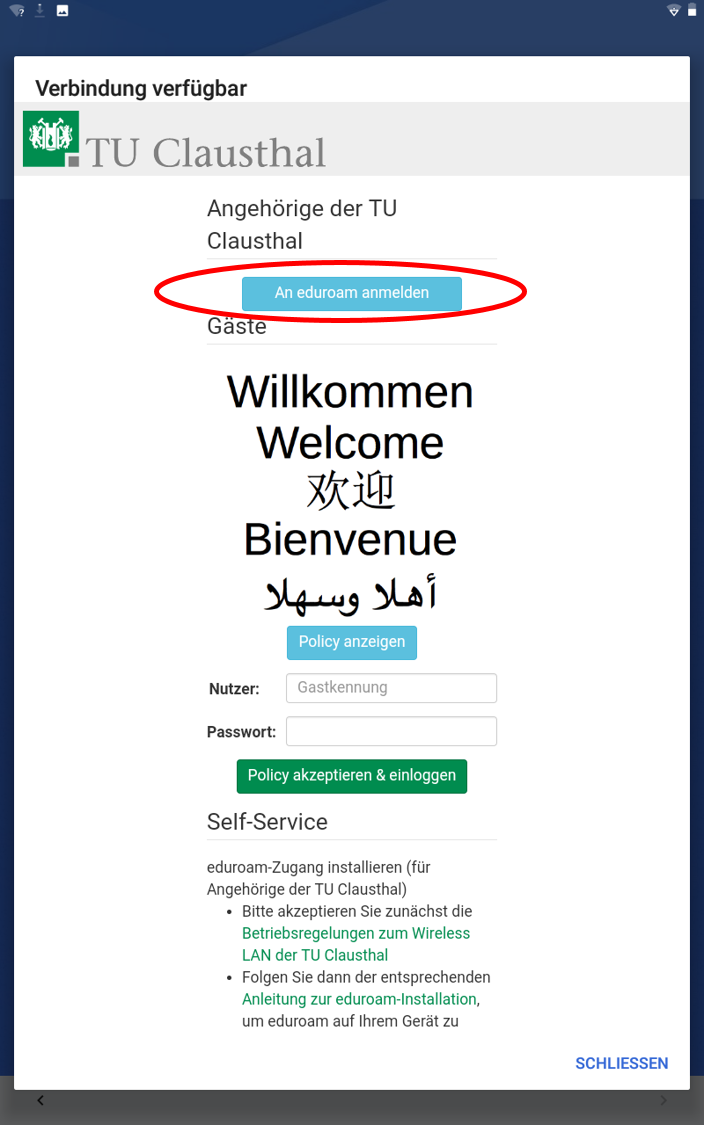 Verbindung verfügbar
TU Clausthal
Angehörige der TU
Clausthal
An eduroam anmelden
Gäste
Willkommen
Welcome
欢迎
Bienvenue
أهلا وسهلا
Policy anzeigen
Nutzer: Gastkennung
Passwort:
Policy akzeptieren & einloggen
Self-Service
eduroam-Zugang installieren (für
Angehörige der TU Clausthal)
• Bitte akzeptieren Sie zunächst die
Betriebsregelungen zum Wireless
LAN der TU Clausthal
• Folgen Sie dann der entsprechenden
Anleitung zur eduroam-Installation,
um eduroam auf Ihrem Gerät zu
SCHLIESSEN